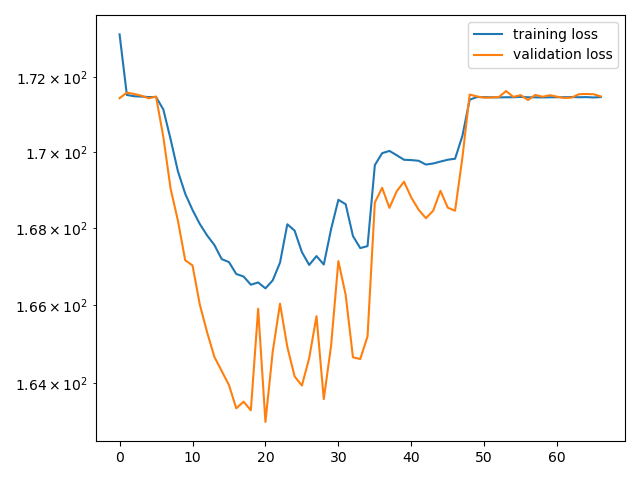 training loss
validation loss
1.72 × 10²
1.7 × 10²
1.68 × 10²
1.66 × 10²
1.64 × 10²
0 10 20 30 40 50 60